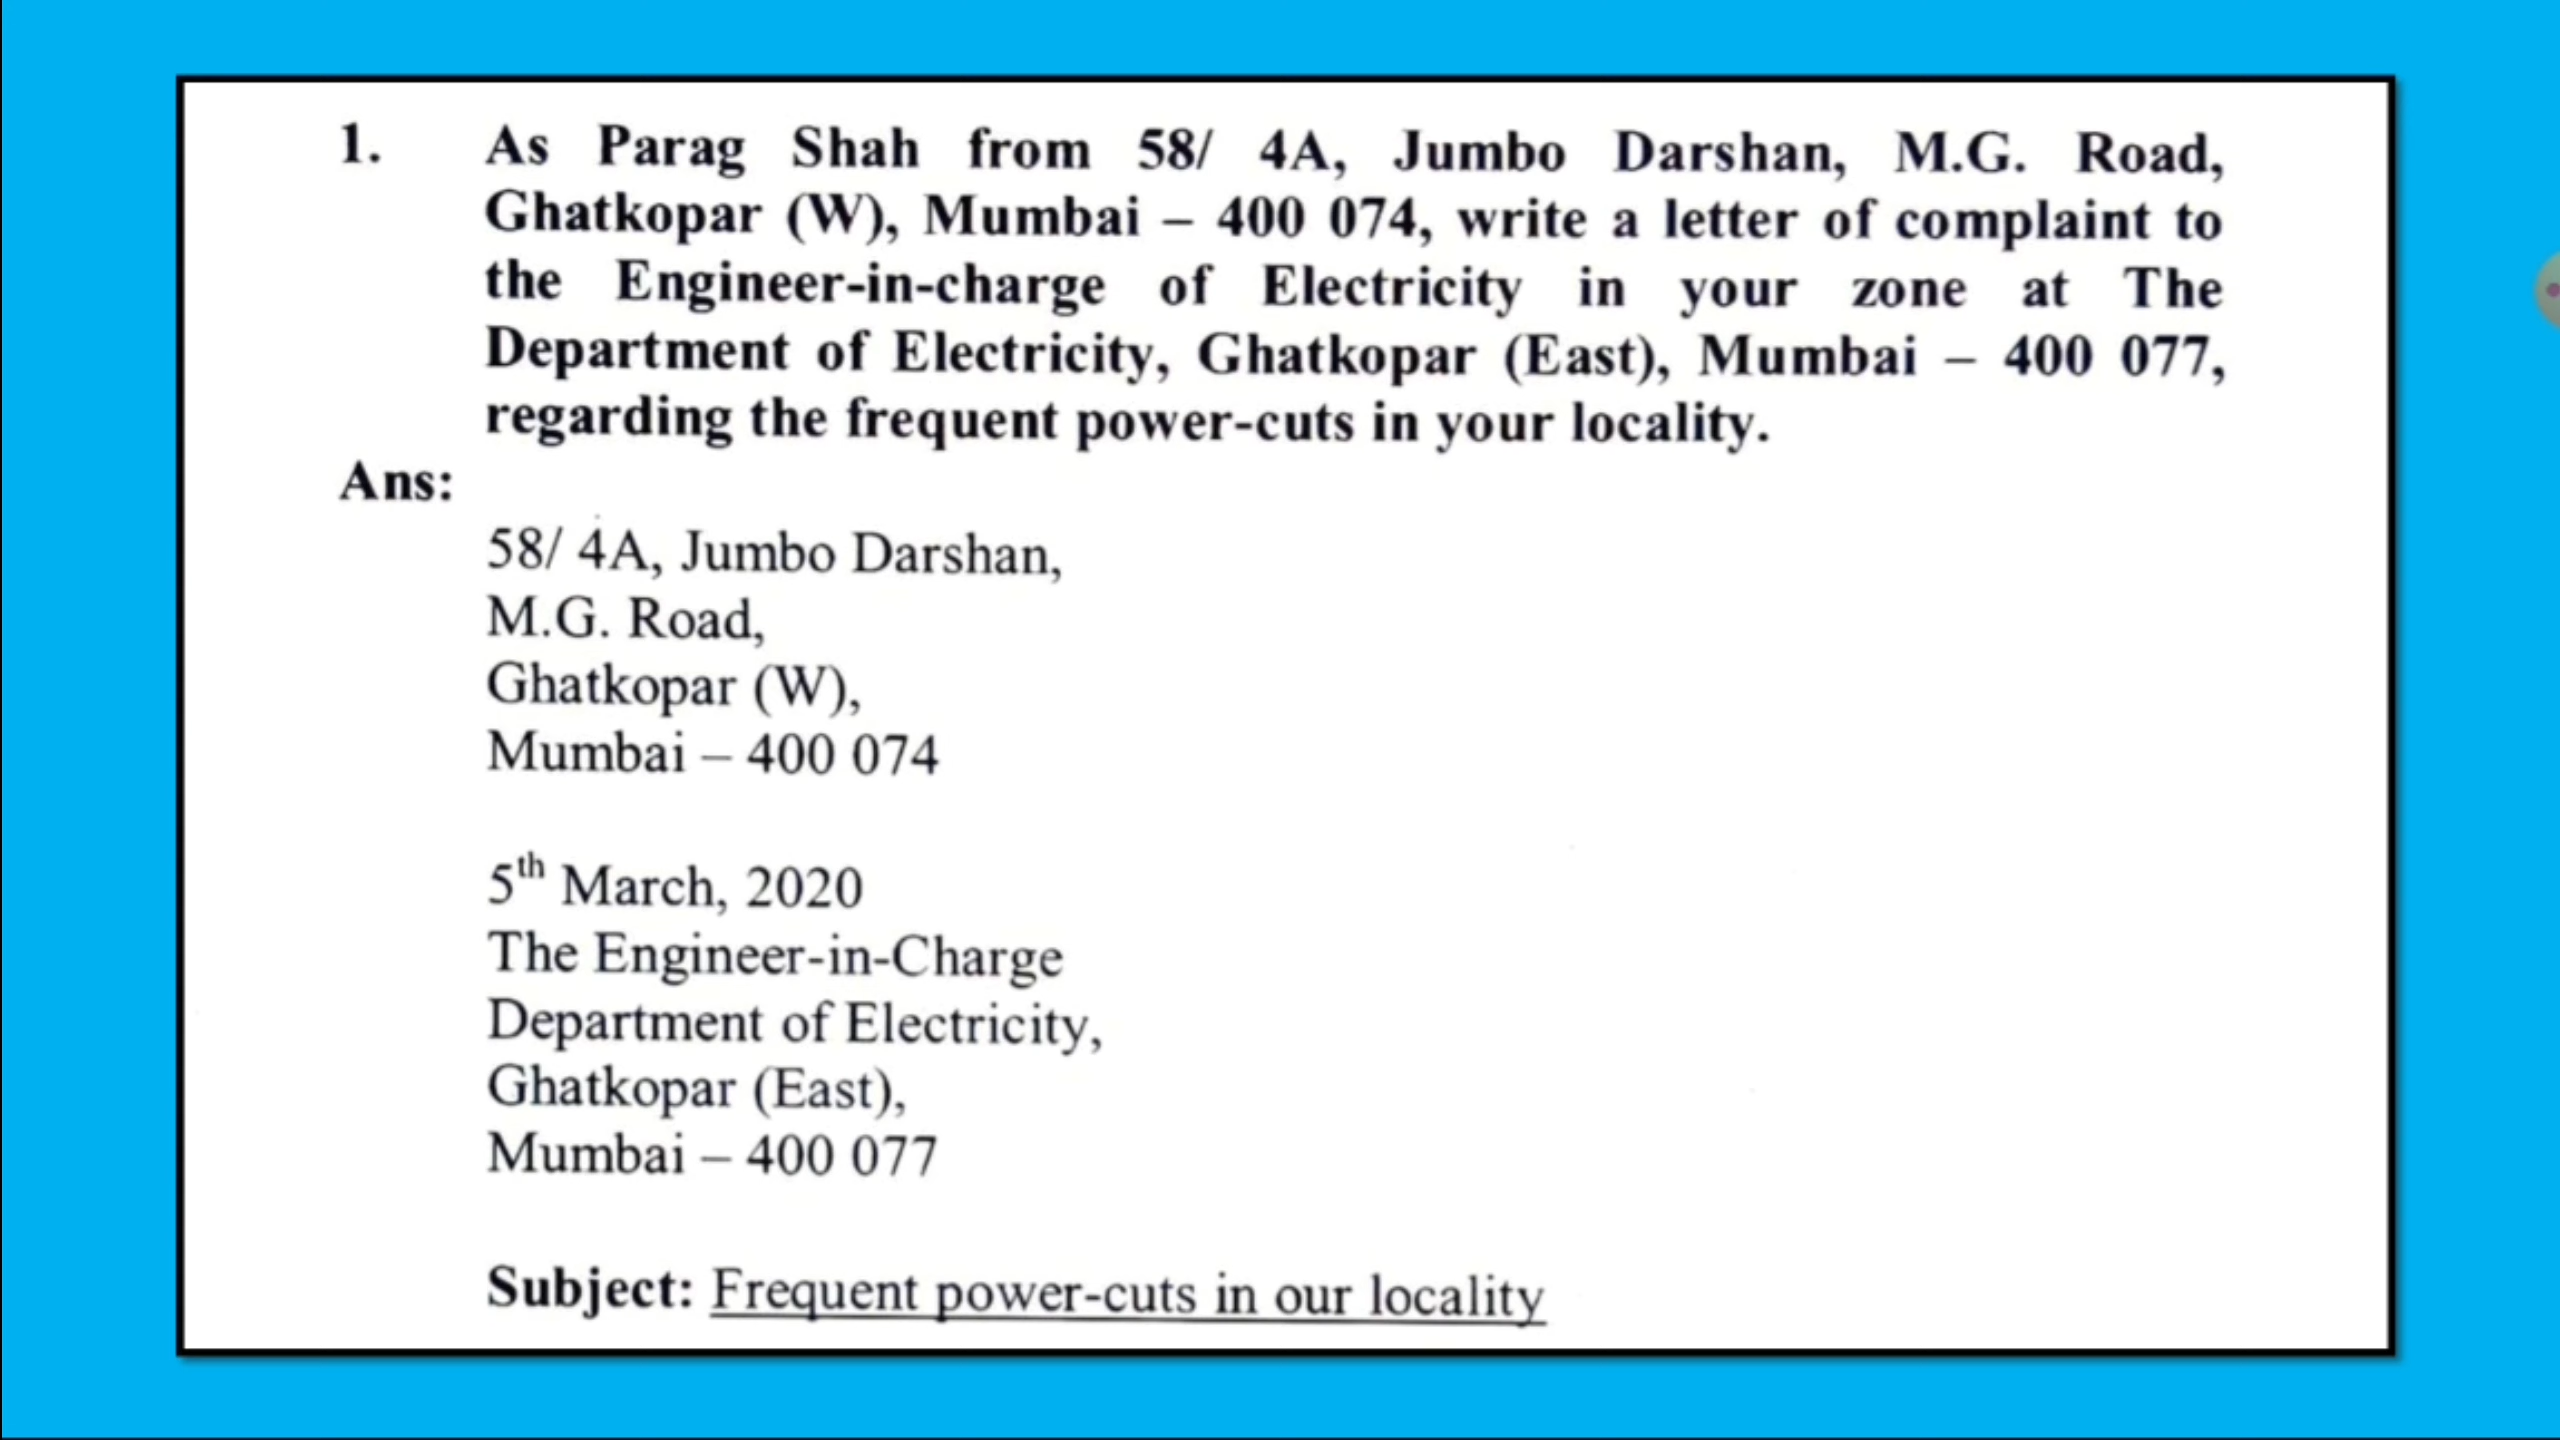 1. As Parag Shah from 58/ 4A, Jumbo Darshan, M.G. Road,
Ghatkopar (W), Mumbai – 400 074, write a letter of complaint to
the Engineer-in-charge of Electricity in your zone at The
Department of Electricity, Ghatkopar (East), Mumbai – 400 077,
regarding the frequent power-cuts in your locality.
Ans:
58/ 4A, Jumbo Darshan,
M.G. Road,
Ghatkopar (W),
Mumbai – 400 074
5th March, 2020
The Engineer-in-Charge
Department of Electricity,
Ghatkopar (East),
Mumbai – 400 077
Subject: Frequent power-cuts in our locality